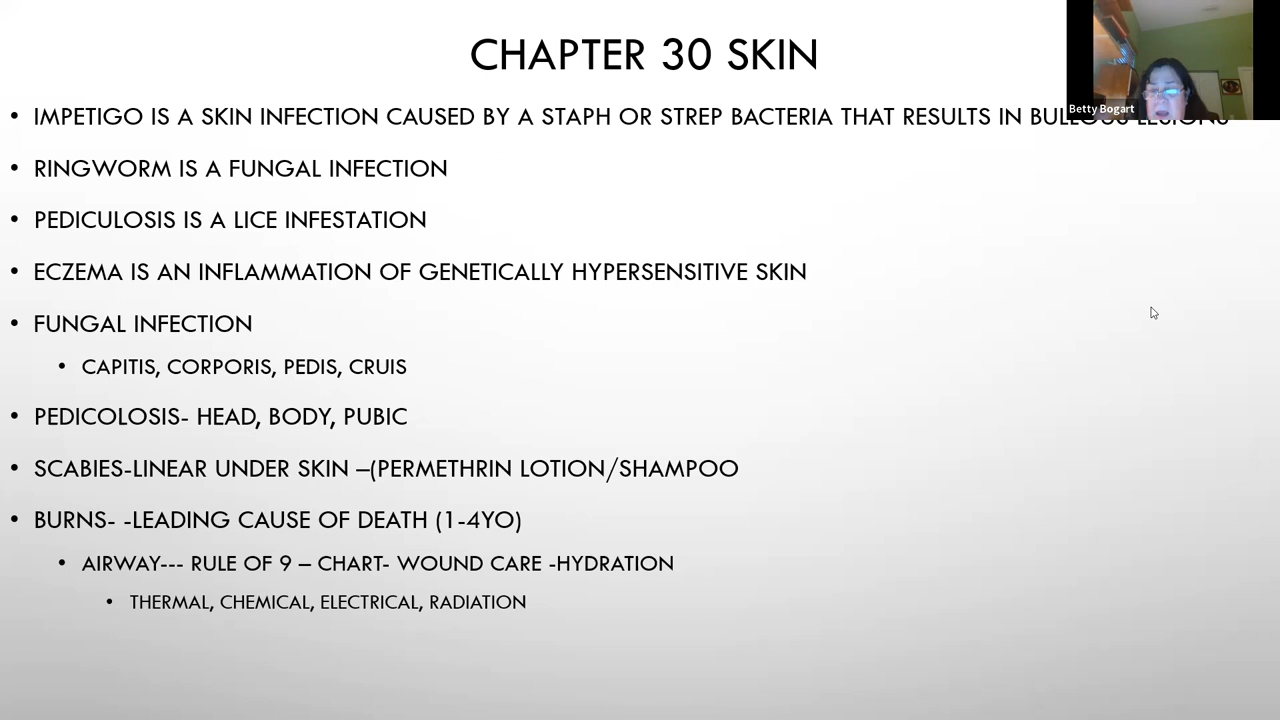 CHAPTER 30 SKIN
Betty Bogart
• IMPETIGO IS A SKIN INFECTION CAUSED BY A STAPH OR STREP BACTERIA THAT RESULTS IN BULLOUS LESIONS
• RINGWORM IS A FUNGAL INFECTION
• PEDICULOSIS IS A LICE INFESTATION
• ECZEMA IS AN INFLAMMATION OF GENETICALLY HYPERSENSITIVE SKIN
• FUNGAL INFECTION
• CAPITIS, CORPORIS, PEDIS, CRUIS
• PEDICOLOSIS- HEAD, BODY, PUBIC
• SCABIES-LINEAR UNDER SKIN –(PERMETHRIN LOTION/SHAMPOO
• BURNS- -LEADING CAUSE OF DEATH (1-4YO)
• AIRWAY--- RULE OF 9 – CHART- WOUND CARE -HYDRATION
• THERMAL, CHEMICAL, ELECTRICAL, RADIATION